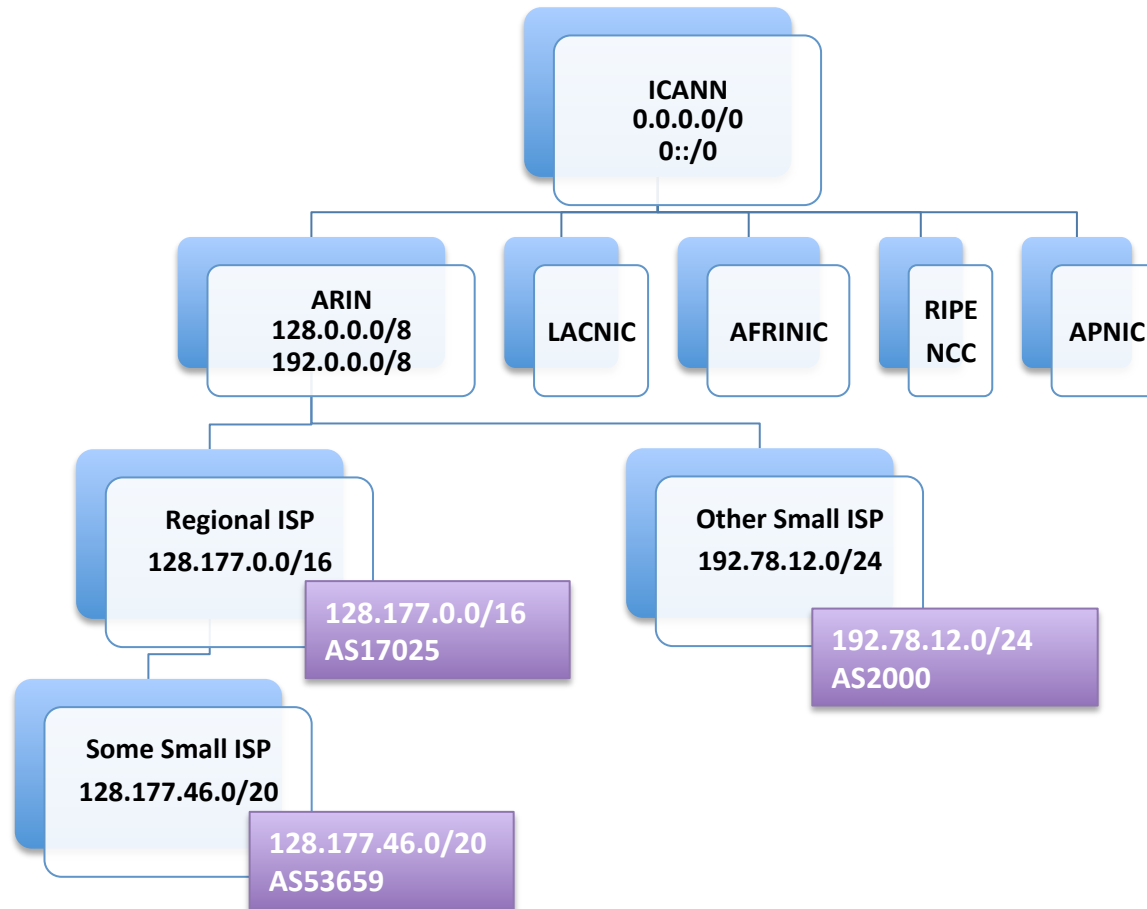 ICANN
0.0.0.0/0
0::/0
ARIN
128.0.0.0/8
192.0.0.0/8
LACNIC
AFRINIC
RIPE
NCC
APNIC
Regional ISP
128.177.0.0/16
128.177.0.0/16
AS17025
Other Small ISP
192.78.12.0/24
192.78.12.0/24
AS2000
Some Small ISP
128.177.46.0/20
128.177.46.0/20
AS53659